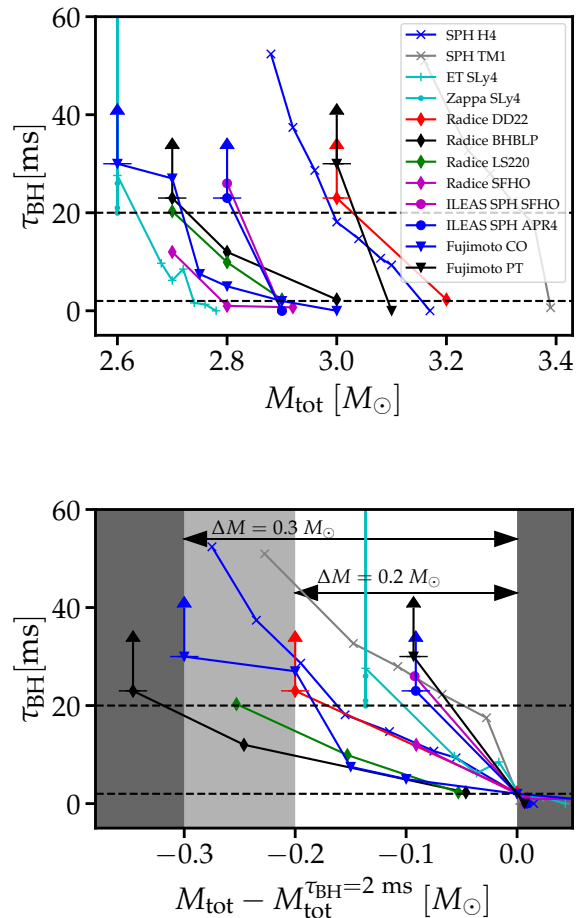 60
40
20
0
τBH[ms]
2.6 2.8 3.0 3.2 3.4
Mtot [M⊙]
SPH H4
SPH TM1
ET SLy4
Zappa SLy4
Radice DD22
Radice BHBLP
Radice LS220
Radice SFHO
ILEAS SPH SFHO
ILEAS SPH APR4
Fujimoto CO
Fujimoto PT
60
40
20
0
τBH[ms]
ΔM = 0.3 M⊙
ΔM = 0.2 M⊙
−0.3 −0.2 −0.1 0.0
Mtot − Mtot^τBH=2 ms [M⊙]